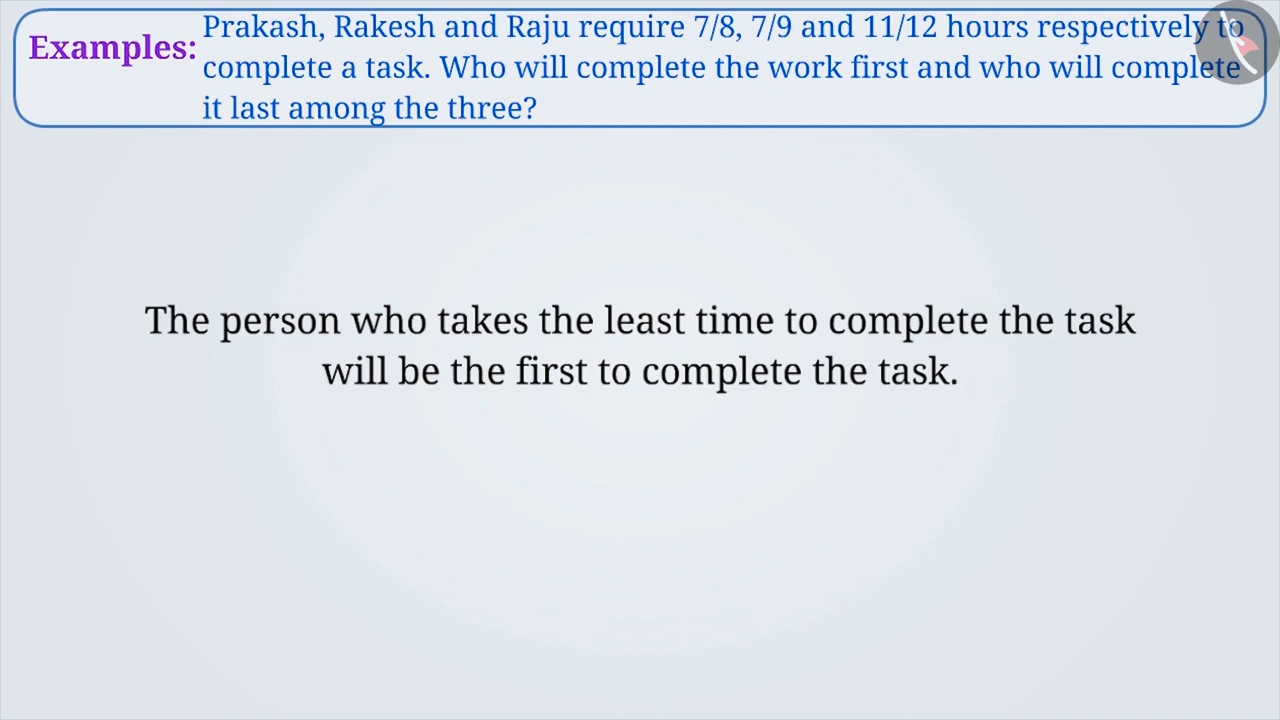 Examples:
Prakash, Rakesh and Raju require 7/8, 7/9 and 11/12 hours respectively to
complete a task. Who will complete the work first and who will complete
it last among the three?
The person who takes the least time to complete the task
will be the first to complete the task.